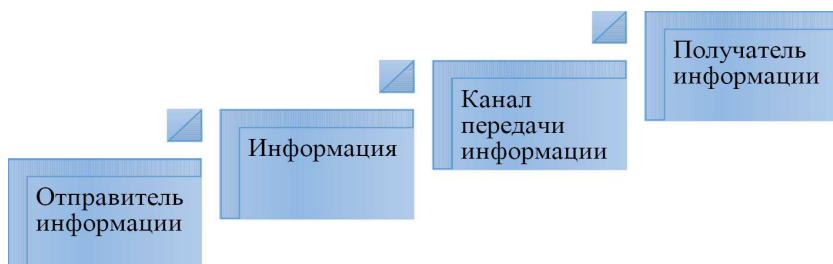 Отправитель
информации
Информация
Канал
передачи
информации
Получатель
информации